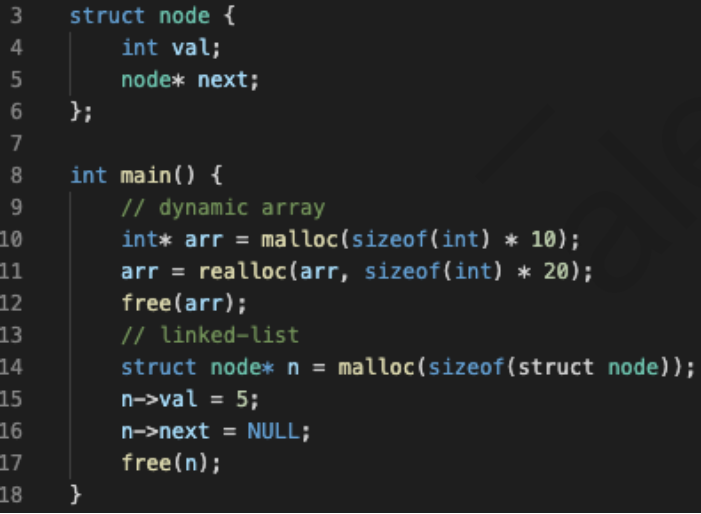 3 struct node {
4 int val;
5 node* next;
6 };
7
8 int main() {
9 // dynamic array
10 int* arr = malloc(sizeof(int) * 10);
11 arr = realloc(arr, sizeof(int) * 20);
12 free(arr);
13 // linked-list
14 struct node* n = malloc(sizeof(struct node));
15 n->val = 5;
16 n->next = NULL;
17 free(n);
18 }